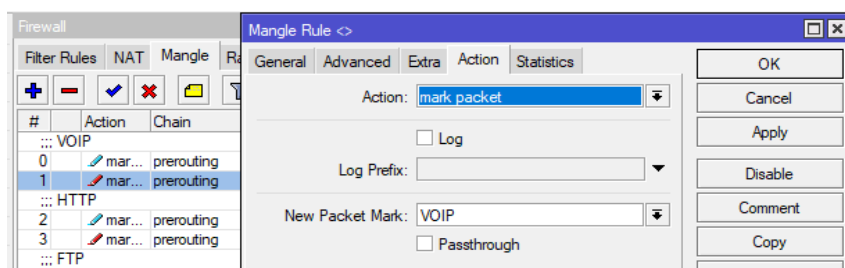 Firewall
Filter Rules NAT Mangle Ra
# Action Chain
;;; VOIP
0 mar... prerouting
1 mar... prerouting
;;; HTTP
2 mar... prerouting
3 mar... prerouting
;;; FTP
Mangle Rule <>
General Advanced Extra Action Statistics
Action: mark packet
Log
Log Prefix:
New Packet Mark: VOIP
Passthrough
OK
Cancel
Apply
Disable
Comment
Copy